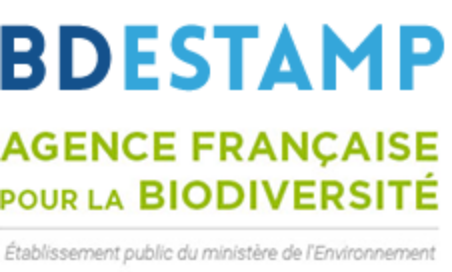 BDESTAMP
AGENCE FRANÇAISE
POUR LA BIODIVERSITÉ
Établissement public du ministère de l'Environnement